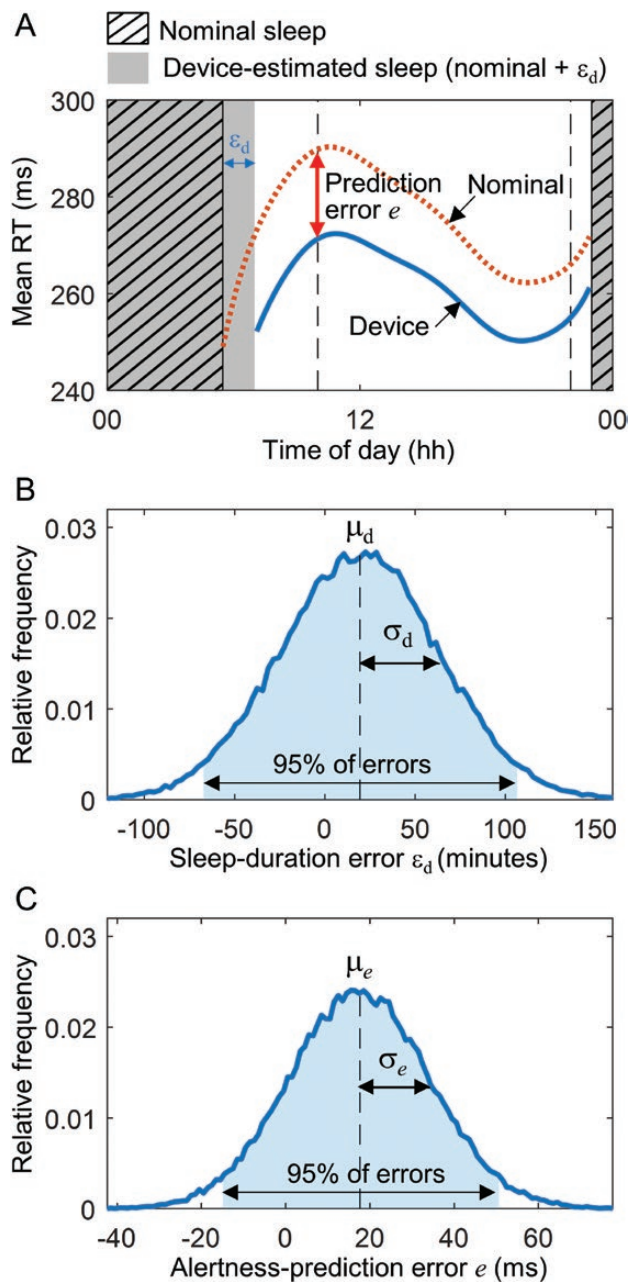 A
Nominal sleep
Device-estimated sleep (nominal + εd)
300
280
260
240
Mean RT (ms)
εd
Prediction
error e
Nominal
Device
00
12
00
Time of day (hh)
B
0.03
0.02
0.01
0
Relative frequency
μd
σd
95% of errors
-100
-50
0
50
100
150
Sleep-duration error εd (minutes)
C
0.03
0.02
0.01
0
Relative frequency
μe
σe
95% of errors
-40
-20
0
20
40
60
Alertness-prediction error e (ms)